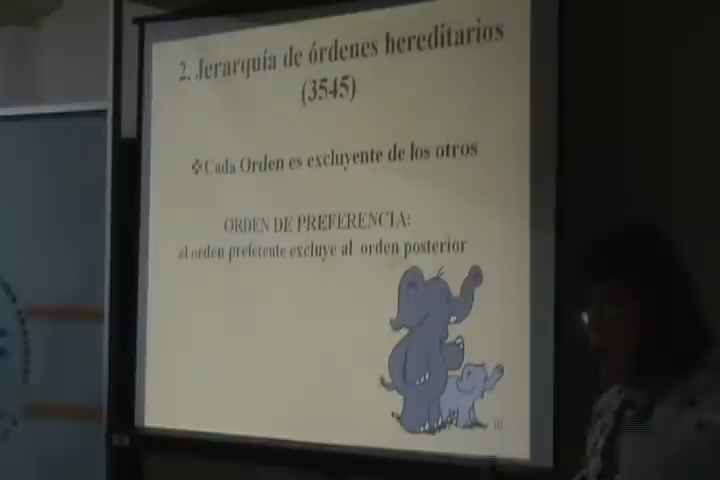 2. Jerarquía de órdenes hereditarios
(3545)
❖Cada Orden es excluyente de los otros
ORDEN DE PREFERENCIA:
el orden preferente excluye al orden posterior